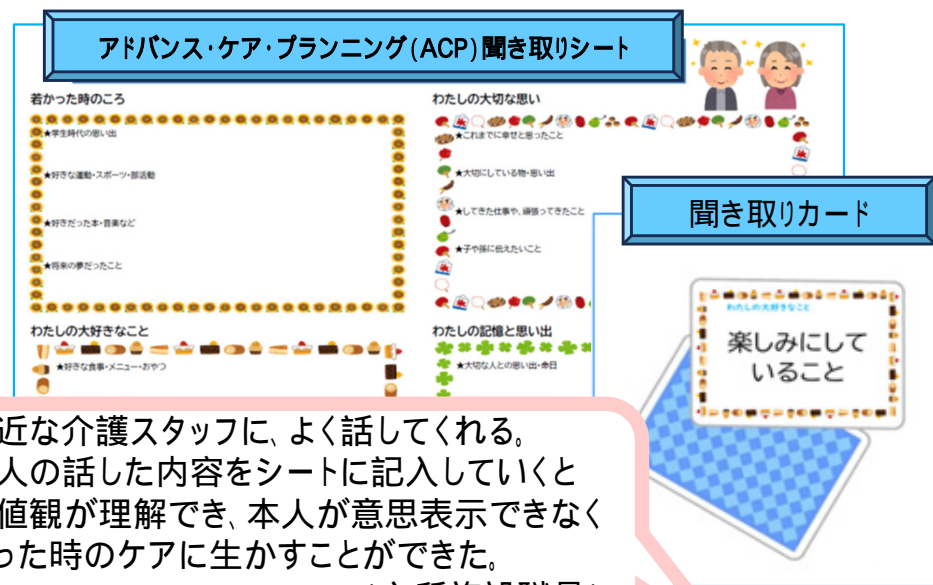 アドバンス・ケア・プランニング(ACP)聞き取りシート
若かった時のころ
★学生時代の思い出
★好きな運動・スポーツ・部活動
★好きだった本・音楽など
★将来の夢だったこと
わたしの大切な思い
★これまでに幸せと思ったこと
★大切にしている物・思い出
★してきた仕事や、頑張ってきたこと
★子や孫に伝えたいこと
わたしの大好きなこと
★好きな食事・メニュー・おやつ
わたしの記憶と思い出
★大切な人との思い出・命日
聞き取りカード
わたしの大好きなこと
楽しみにして
いること
近な介護スタッフに、よく話してくれる。
人の話した内容をシートに記入していくと
値観が理解でき、本人が意思表示できなく
った時のケアに生かすことができた。